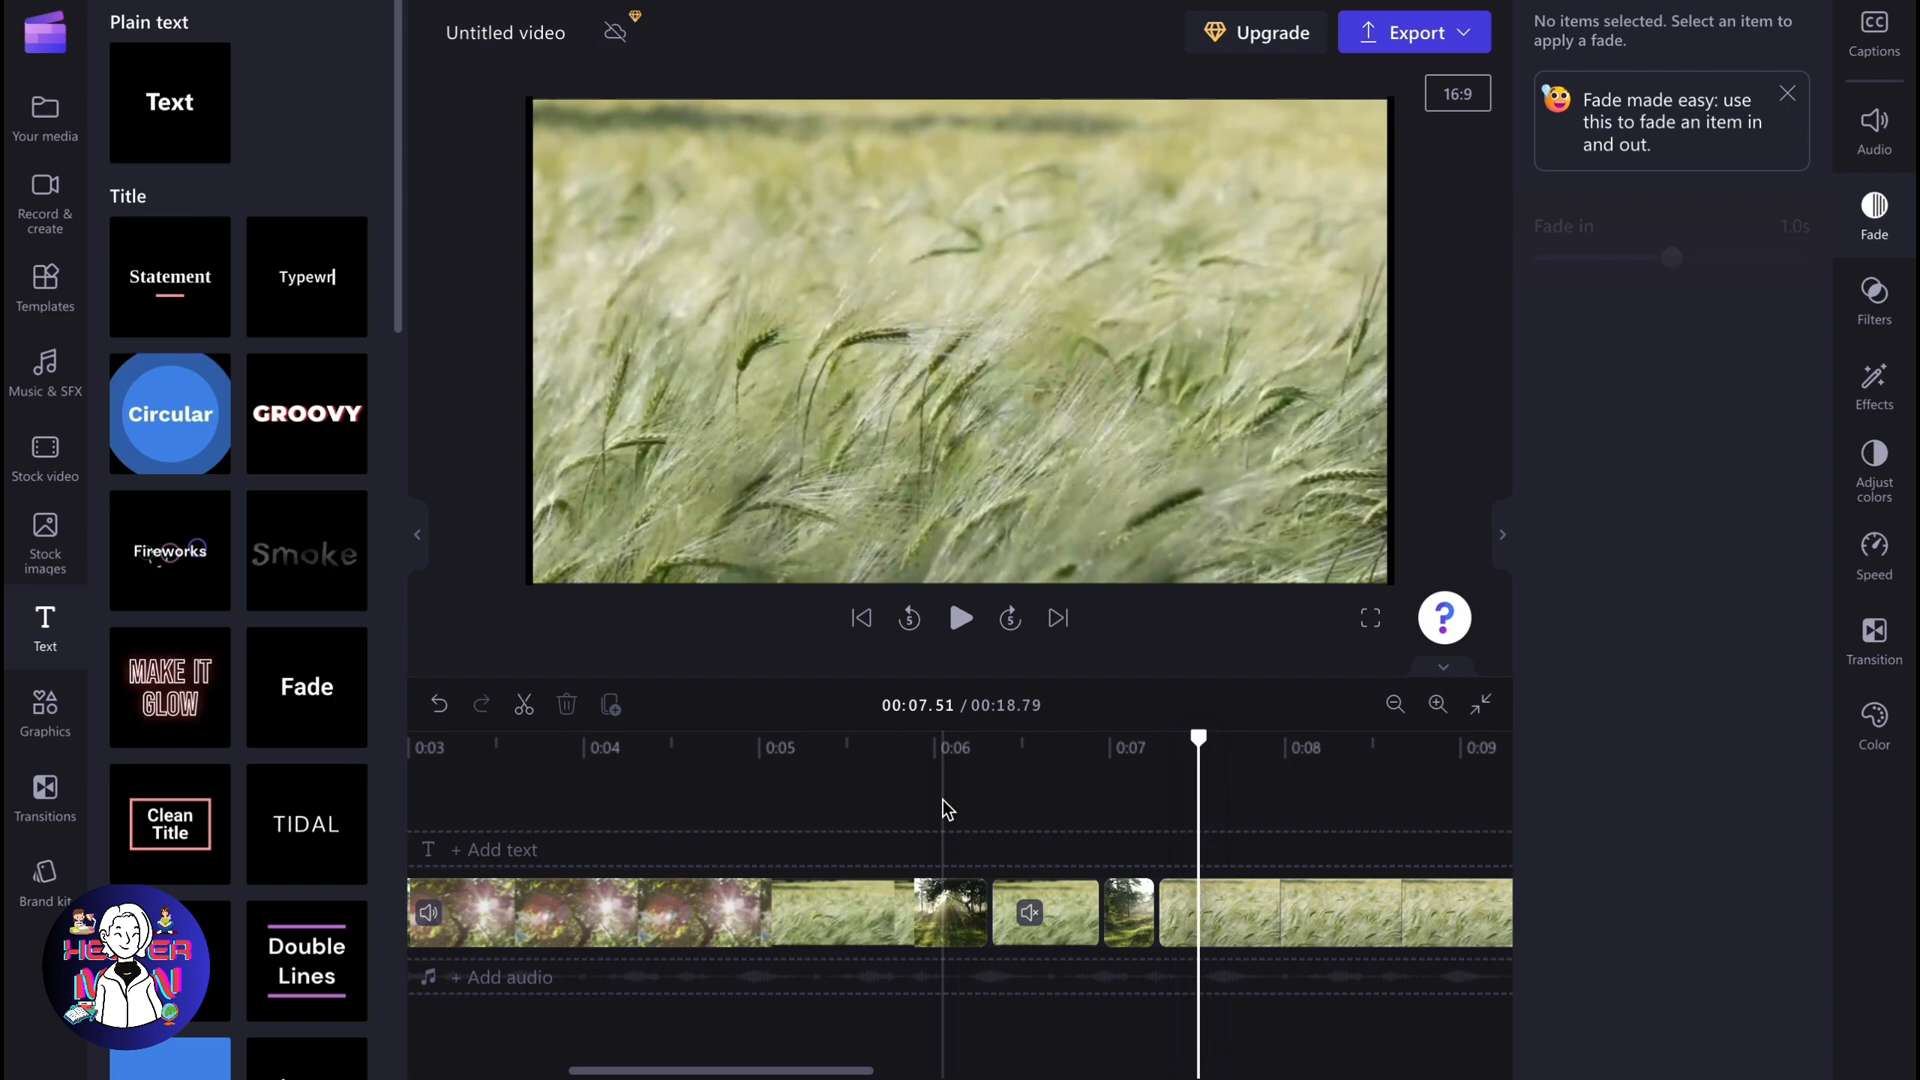 Plain text
Text
Title
Statement
Typewr
Circular
GROOVY
Fireworks
Smoke
MAKE IT
GLOW
Fade
Clean
Title
TIDAL
Double
Lines
Your media
Record &
create
Templates
Music & SFX
Stock video
Stock
images
Text
Graphics
Transitions
Brand kit
Untitled video
Upgrade
Export
16:9
5
5
?
00:07.51 / 00:18.79
0:03
0:04
0:05
0:06
0:07
0:08
0:09
T + Add text
+ Add audio
No items selected. Select an item to
apply a fade.
Fade made easy: use
this to fade an item in
and out.
Fade in 1.0s
CC
Captions
Audio
Fade
Filters
Effects
Adjust
colors
Speed
Transition
Color